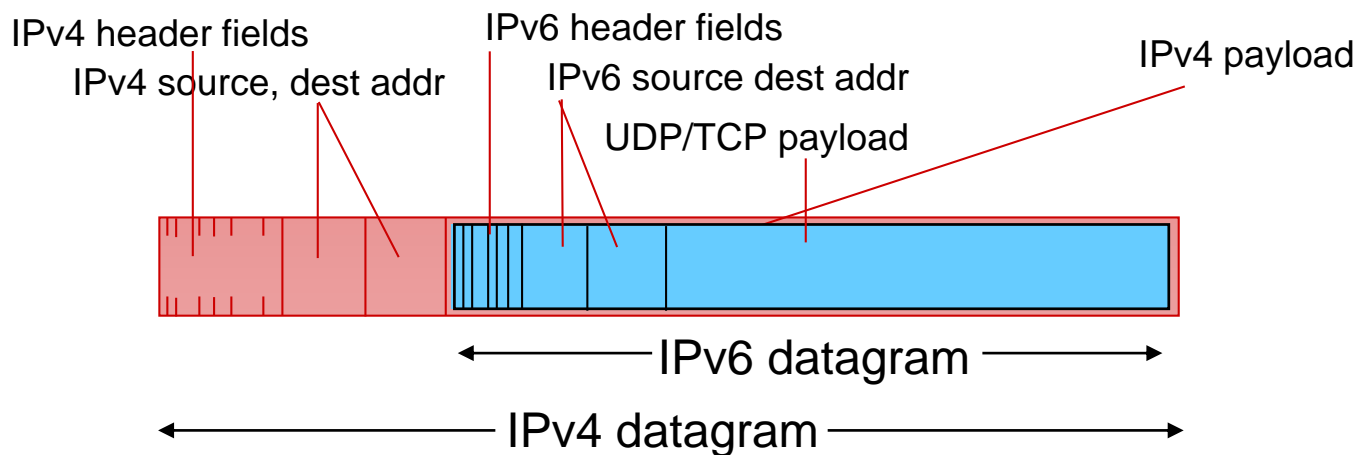 IPv4 header fields
IPv6 header fields
IPv4 payload
IPv4 source, dest addr
IPv6 source dest addr
UDP/TCP payload
IPv6 datagram
IPv4 datagram